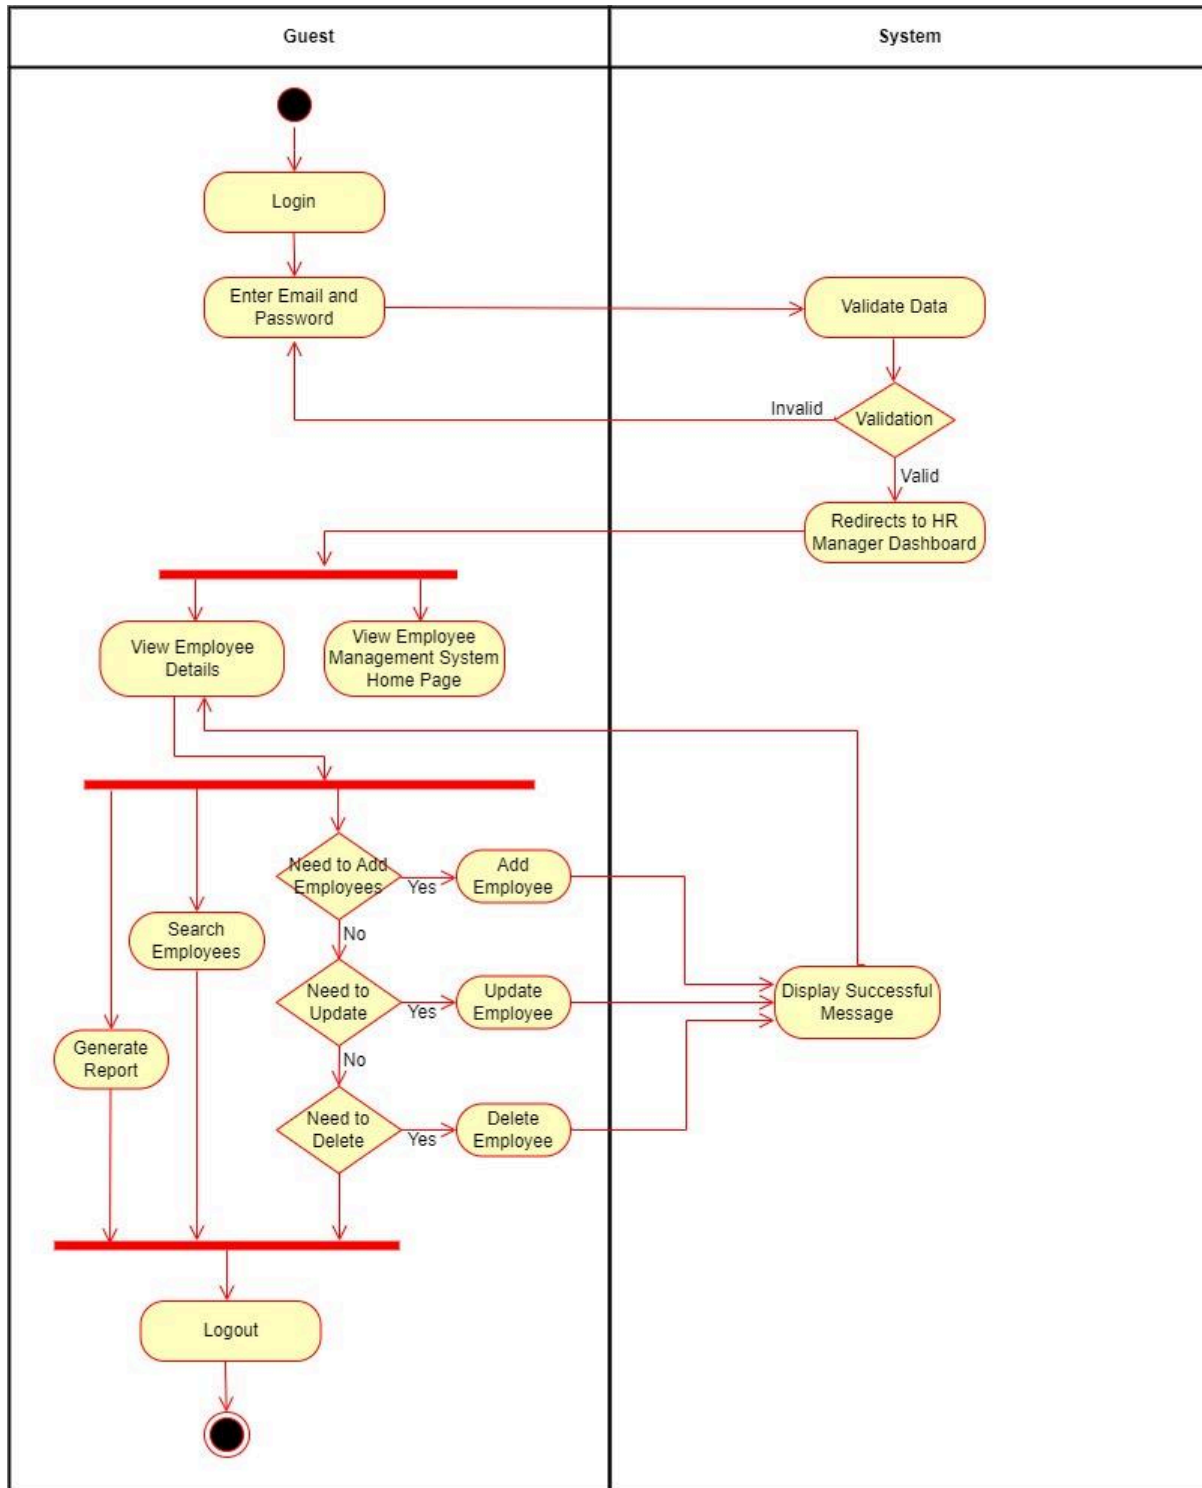 Guest
System
Login
Enter Email and
Password
Validate Data
Invalid
Validation
Valid
Redirects to HR
Manager Dashboard
View Employee
Details
View Employee
Management System
Home Page
Need to Add
Employees
Yes
Add
Employee
No
Search
Employees
Need to
Update
Yes
Update
Employee
Display Successful
Message
No
Generate
Report
Need to
Delete
Yes
Delete
Employee
Logout